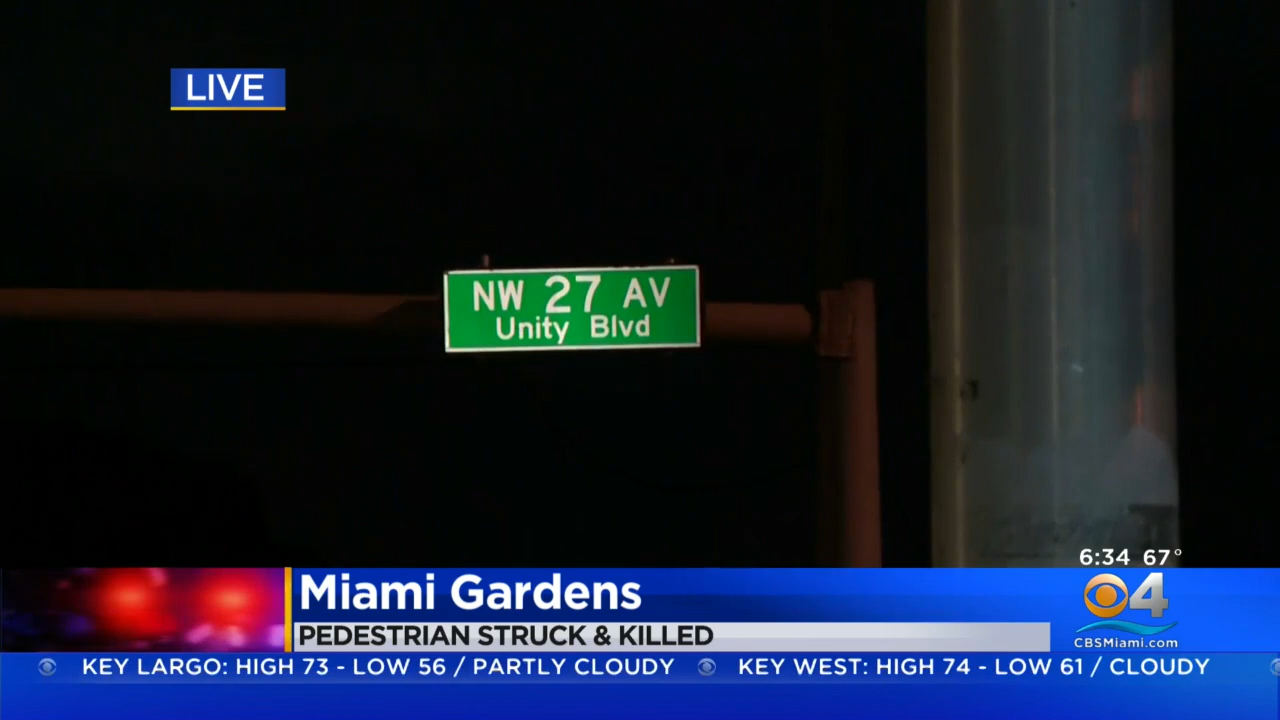 LIVE
NW 27 AV
Unity Blvd
6:34 67°
Miami Gardens
4
PEDESTRIAN STRUCK & KILLED
CBSMiami.com
KEY LARGO: HIGH 73 - LOW 56 / PARTLY CLOUDY KEY WEST: HIGH 74 - LOW 61 / CLOUDY